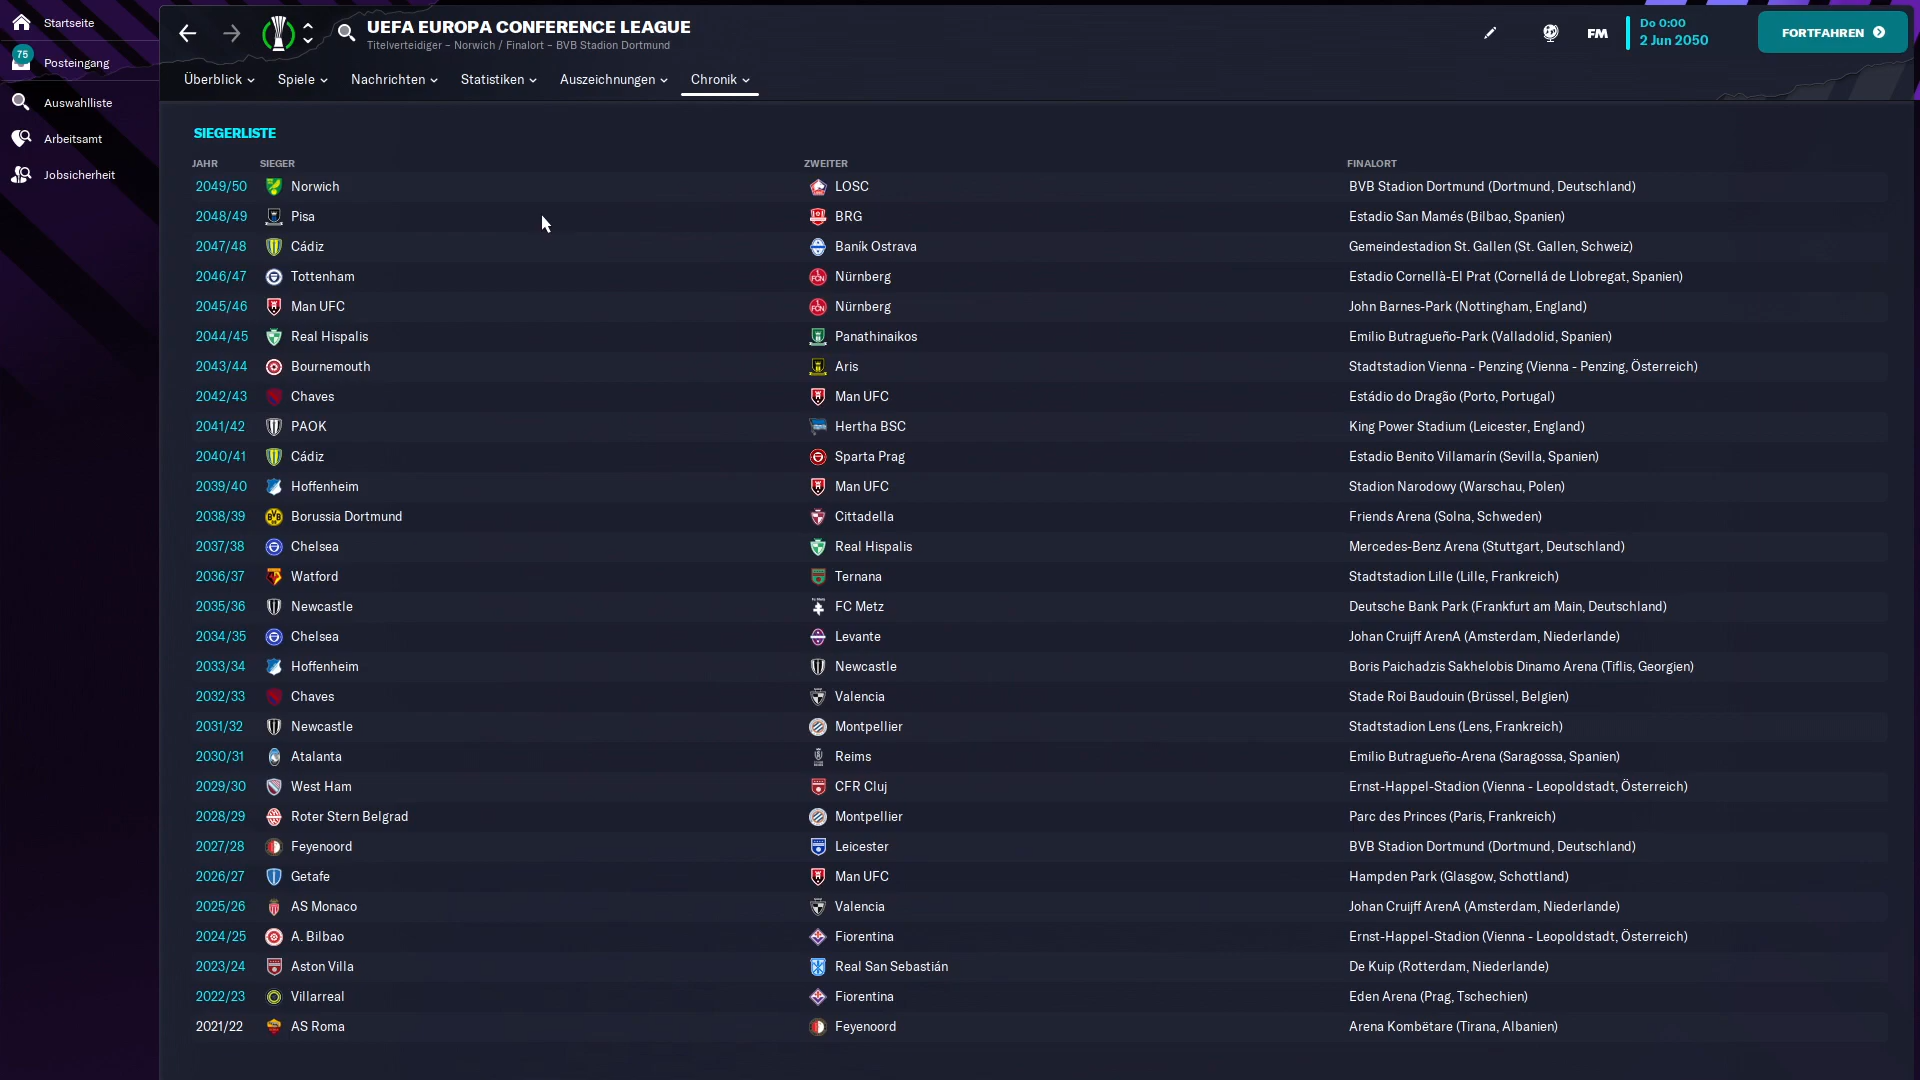 Startseite
75
Posteingang
Auswahlliste
Arbeitsamt
Jobsicherheit
UEFA EUROPA CONFERENCE LEAGUE
Titelverteidiger – Norwich / Finalort – BVB Stadion Dortmund
FM
Do 0:00
2 Jun 2050
FORTFAHREN
Überblick Spiele Nachrichten Statistiken Auszeichnungen Chronik
SIEGERLISTE
JAHR SIEGER ZWEITER FINALORT
2049/50 Norwich LOSC BVB Stadion Dortmund (Dortmund, Deutschland)
2048/49 Pisa BRG Estadio San Mamés (Bilbao, Spanien)
2047/48 Cádiz Baník Ostrava Gemeindestadion St. Gallen (St. Gallen, Schweiz)
2046/47 Tottenham Nürnberg Estadio Cornellà-El Prat (Cornellá de Llobregat, Spanien)
2045/46 Man UFC Nürnberg John Barnes-Park (Nottingham, England)
2044/45 Real Hispalis Panathinaikos Emilio Butragueño-Park (Valladolid, Spanien)
2043/44 Bournemouth Aris Stadtstadion Vienna - Penzing (Vienna - Penzing, Österreich)
2042/43 Chaves Man UFC Estádio do Dragão (Porto, Portugal)
2041/42 PAOK Hertha BSC King Power Stadium (Leicester, England)
2040/41 Cádiz Sparta Prag Estadio Benito Villamarín (Sevilla, Spanien)
2039/40 Hoffenheim Man UFC Stadion Narodowy (Warschau, Polen)
2038/39 Borussia Dortmund Cittadella Friends Arena (Solna, Schweden)
2037/38 Chelsea Real Hispalis Mercedes-Benz Arena (Stuttgart, Deutschland)
2036/37 Watford Ternana Stadtstadion Lille (Lille, Frankreich)
2035/36 Newcastle FC Metz Deutsche Bank Park (Frankfurt am Main, Deutschland)
2034/35 Chelsea Levante Johan Cruijff ArenA (Amsterdam, Niederlande)
2033/34 Hoffenheim Newcastle Boris Paichadzis Sakhelobis Dinamo Arena (Tiflis, Georgien)
2032/33 Chaves Valencia Stade Roi Baudouin (Brüssel, Belgien)
2031/32 Newcastle Montpellier Stadtstadion Lens (Lens, Frankreich)
2030/31 Atalanta Reims Emilio Butragueño-Arena (Saragossa, Spanien)
2029/30 West Ham CFR Cluj Ernst-Happel-Stadion (Vienna - Leopoldstadt, Österreich)
2028/29 Roter Stern Belgrad Montpellier Parc des Princes (Paris, Frankreich)
2027/28 Feyenoord Leicester BVB Stadion Dortmund (Dortmund, Deutschland)
2026/27 Getafe Man UFC Hampden Park (Glasgow, Schottland)
2025/26 AS Monaco Valencia Johan Cruijff ArenA (Amsterdam, Niederlande)
2024/25 A. Bilbao Fiorentina Ernst-Happel-Stadion (Vienna - Leopoldstadt, Österreich)
2023/24 Aston Villa Real San Sebastián De Kuip (Rotterdam, Niederlande)
2022/23 Villarreal Fiorentina Eden Arena (Prag, Tschechien)
2021/22 AS Roma Feyenoord Arena Kombëtare (Tirana, Albanien)